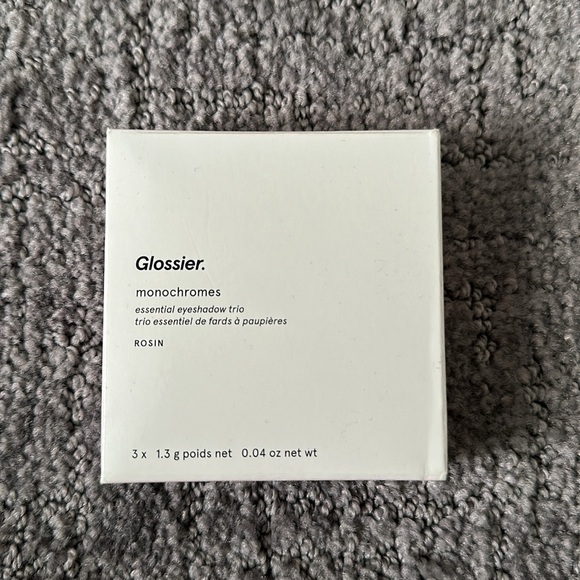 Glossier.
monochromes
essential eyeshadow trio
trio essentiel de fards à paupières
ROSIN
3 x 1.3 g poids net 0.04 oz net wt